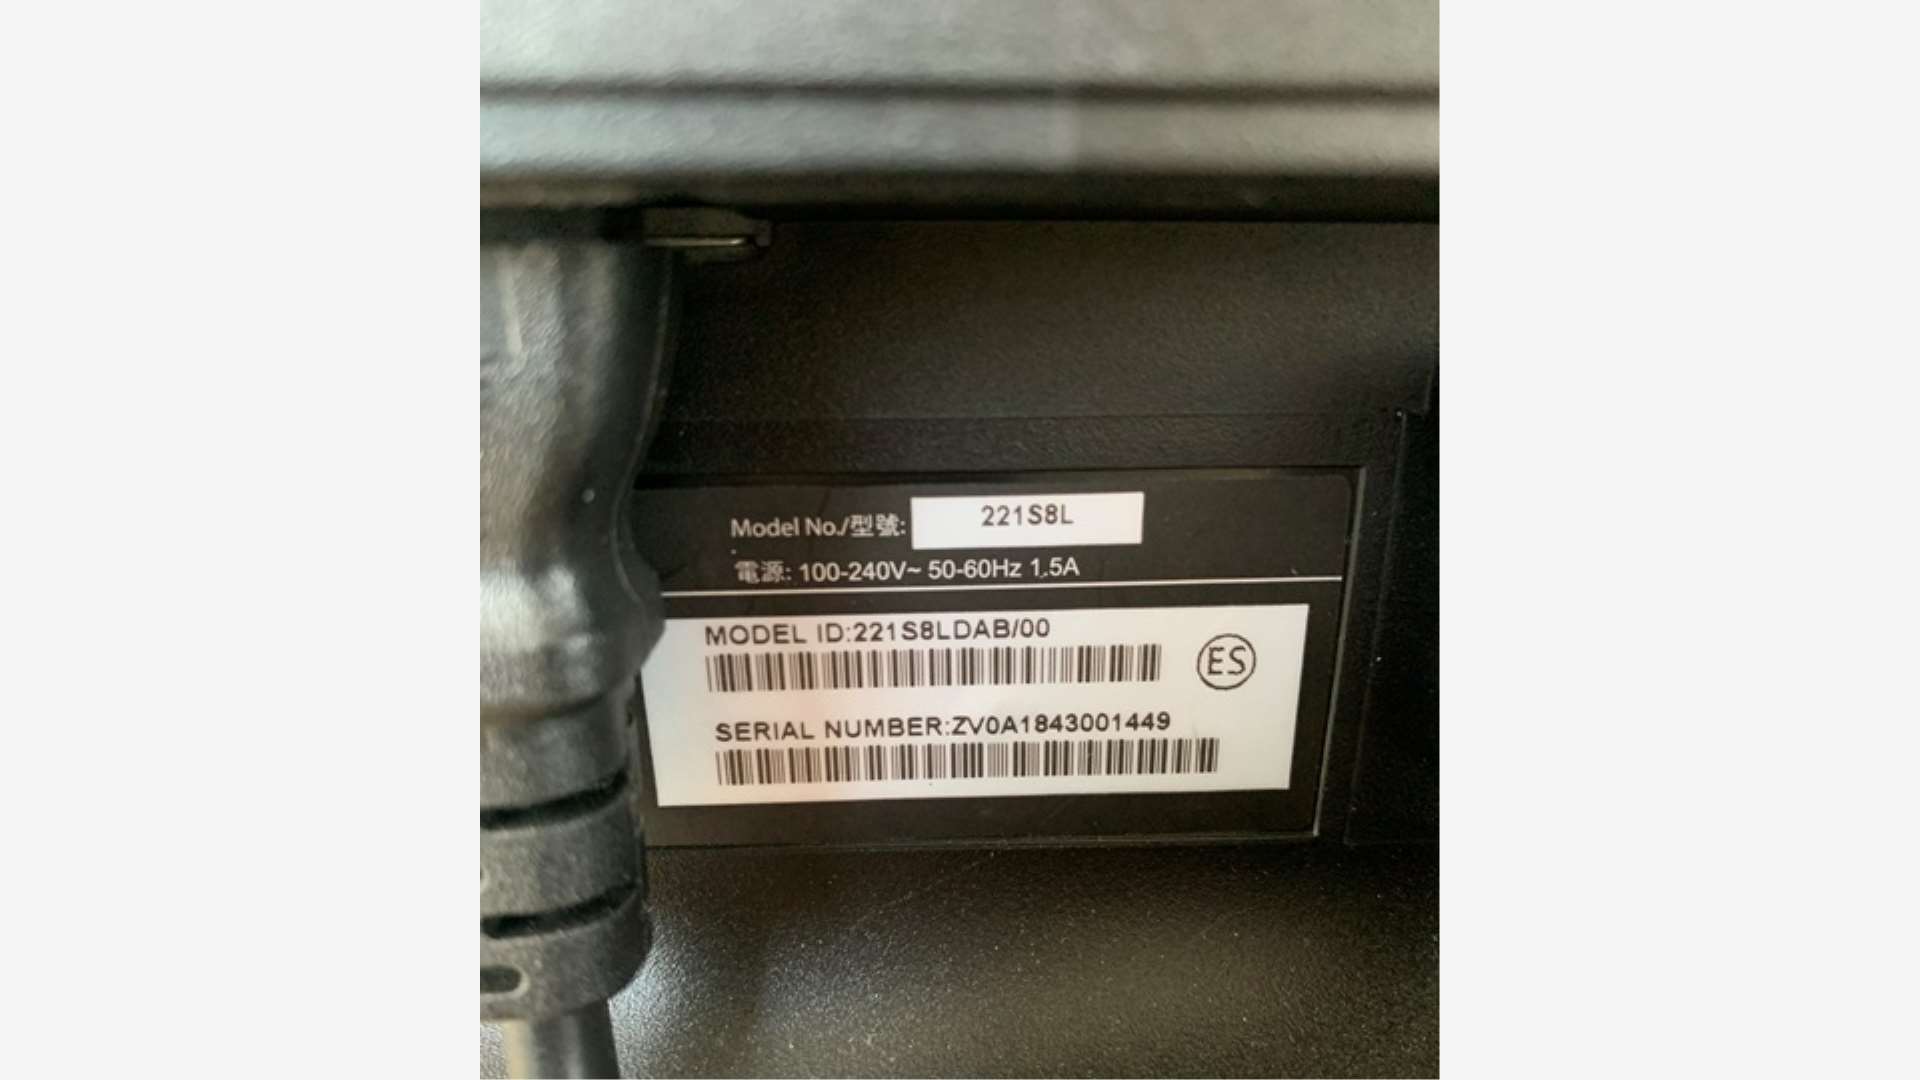 Model No./型號: 221S8L
電源: 100-240V~ 50-60Hz 1.5A
MODEL ID:221S8LDAB/00
ES
SERIAL NUMBER:ZV0A1843001449